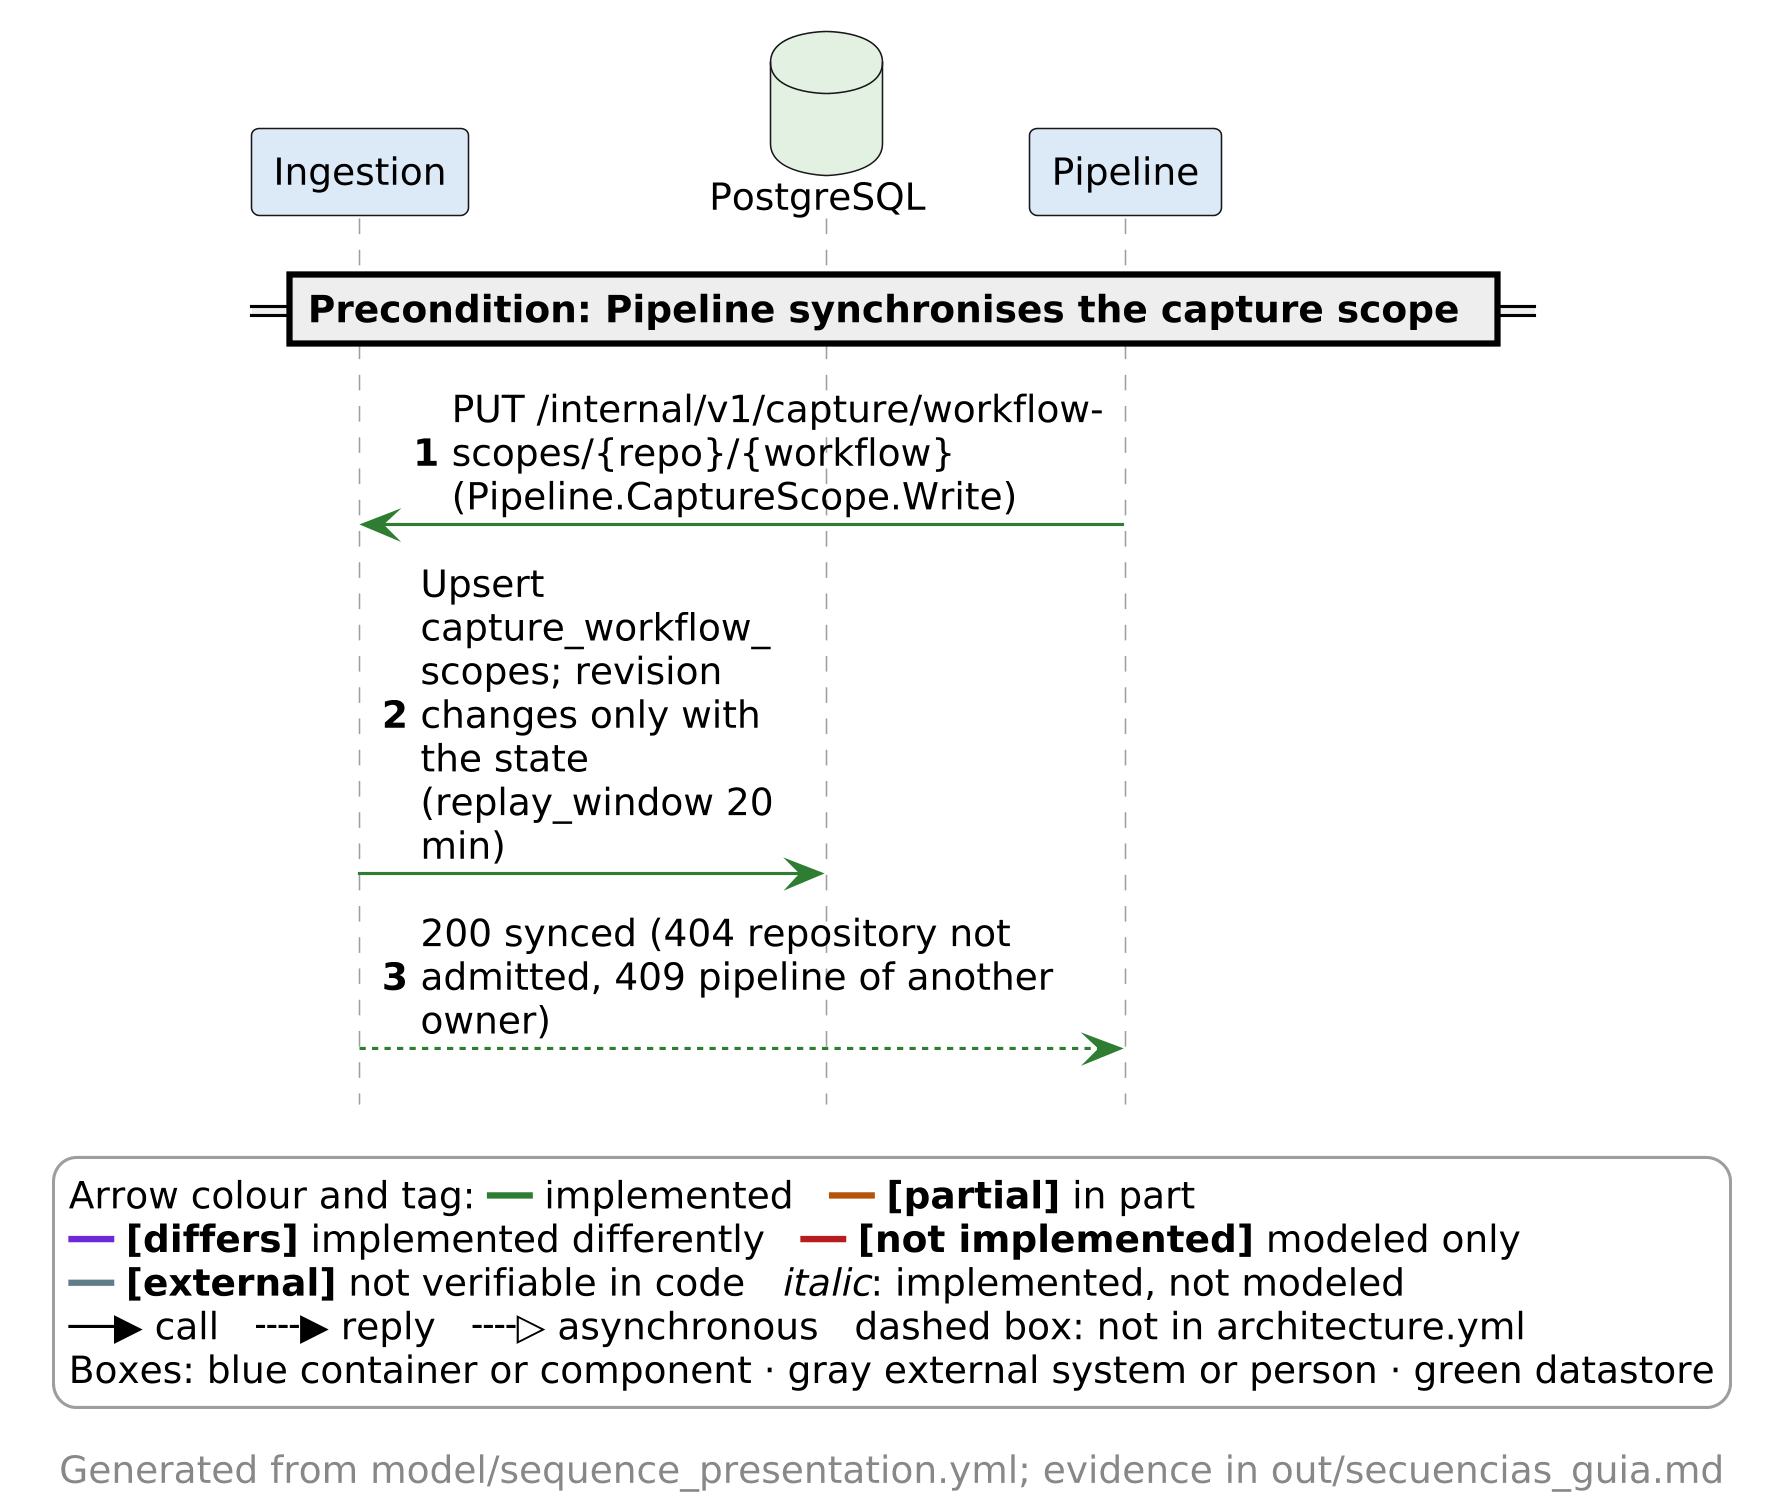 Ingestion
PostgreSQL
Pipeline
Precondition: Pipeline synchronises the capture scope
PUT /internal/v1/capture/workflow-
1 scopes/{repo}/{workflow}
(Pipeline.CaptureScope.Write)
Upsert
capture_workflow_
scopes; revision
2 changes only with
the state
(replay_window 20
min)
200 synced (404 repository not
3 admitted, 409 pipeline of another
owner)
Arrow colour and tag: implemented [partial] in part
[differs] implemented differently [not implemented] modeled only
[external] not verifiable in code italic: implemented, not modeled
call reply asynchronous dashed box: not in architecture.yml
Boxes: blue container or component · gray external system or person · green datastore
Generated from model/sequence_presentation.yml; evidence in out/secuencias_guia.md